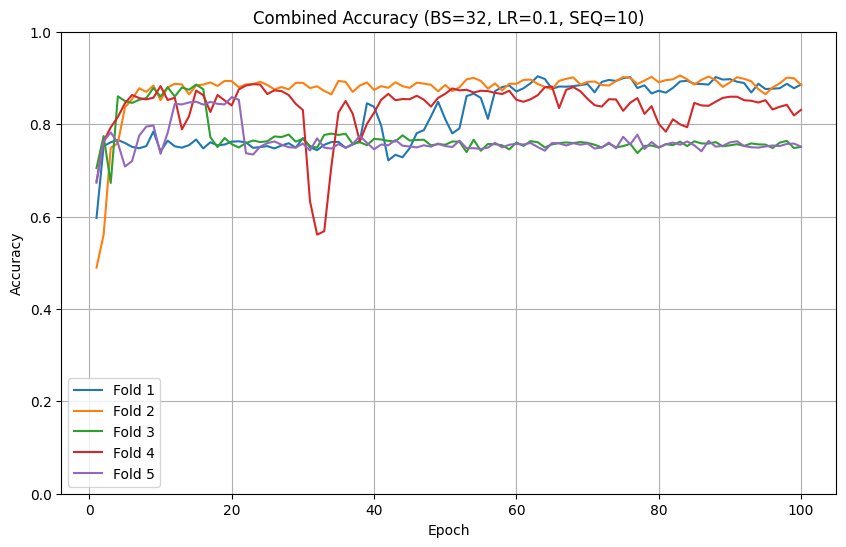 Combined Accuracy (BS=32, LR=0.1, SEQ=10)
1.0
0.8
0.6
0.4
0.2
0.0
Accuracy
Fold 1
Fold 2
Fold 3
Fold 4
Fold 5
0 20 40 60 80 100
Epoch